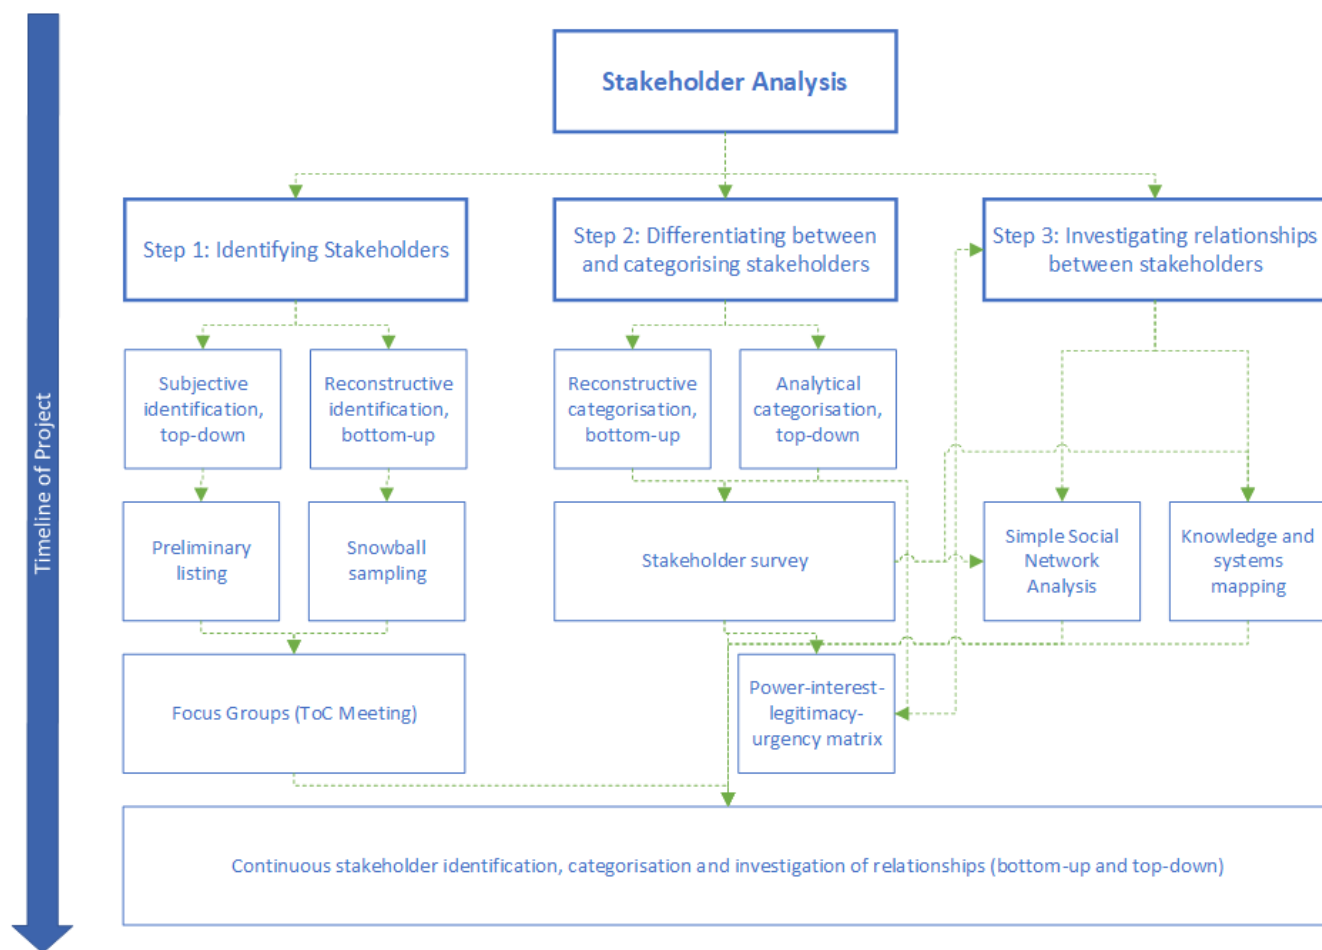 Stakeholder Analysis
Timeline of Project
Step 1: Identifying Stakeholders
Step 2: Differentiating between
and categorising stakeholders
Step 3: Investigating relationships
between stakeholders
Subjective
identification,
top-down
Reconstructive
identification,
bottom-up
Reconstructive
categorisation,
bottom-up
Analytical
categorisation,
top-down
Preliminary
listing
Snowball
sampling
Stakeholder survey
Simple Social
Network
Analysis
Knowledge and
systems
mapping
Focus Groups (ToC Meeting)
Power-interest-
legitimacy-
urgency matrix
Continuous stakeholder identification, categorisation and investigation of relationships (bottom-up and top-down)